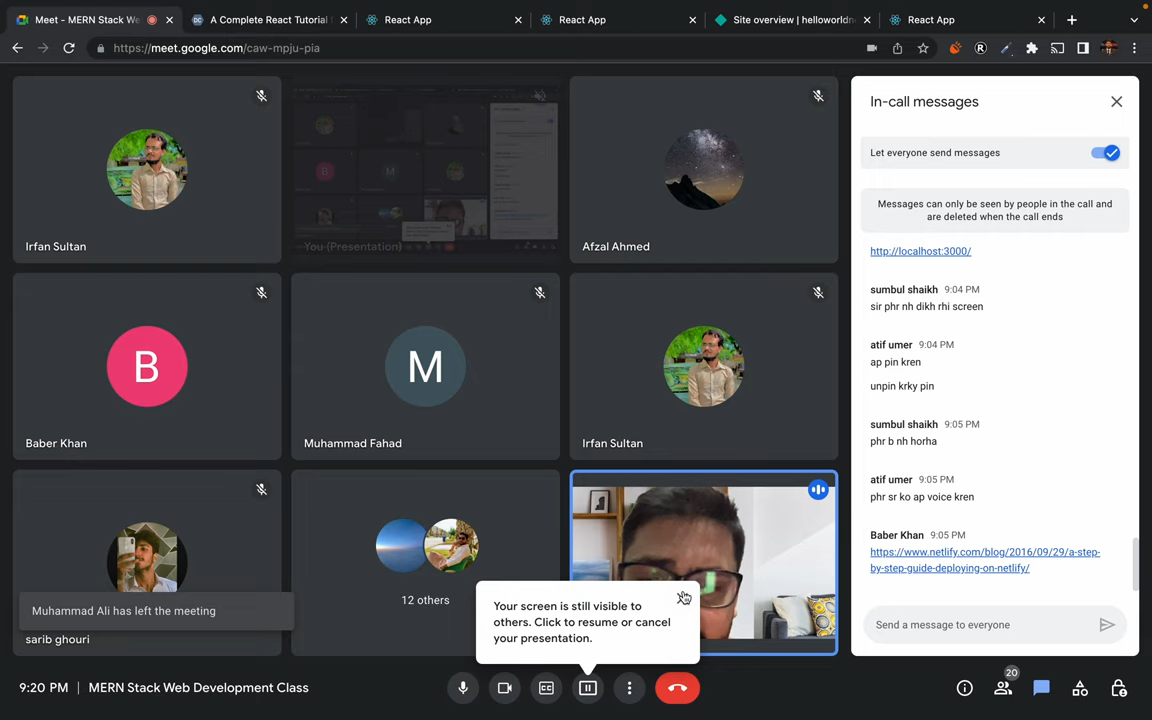 Meet - MERN Stack We
A Complete React Tutorial
React App
React App
Site overview | helloworldn
React App
https://meet.google.com/caw-mpju-pia
Irfan Sultan
You (Presentation)
Afzal Ahmed
B
Baber Khan
M
Muhammad Fahad
Irfan Sultan
Muhammad Ali has left the meeting
sarib ghouri
12 others
Your screen is still visible to
others. Click to resume or cancel
your presentation.
In-call messages
Let everyone send messages
Messages can only be seen by people in the call and
are deleted when the call ends
http://localhost:3000/
sumbul shaikh 9:04 PM
sir phr nh dikh rhi screen
atif umer 9:04 PM
ap pin kren
unpin krky pin
sumbul shaikh 9:05 PM
phr b nh horha
atif umer 9:05 PM
phr sr ko ap voice kren
Baber Khan 9:05 PM
https://www.netlify.com/blog/2016/09/29/a-step-
by-step-guide-deploying-on-netlify/
Send a message to everyone
9:20 PM | MERN Stack Web Development Class
CC
20